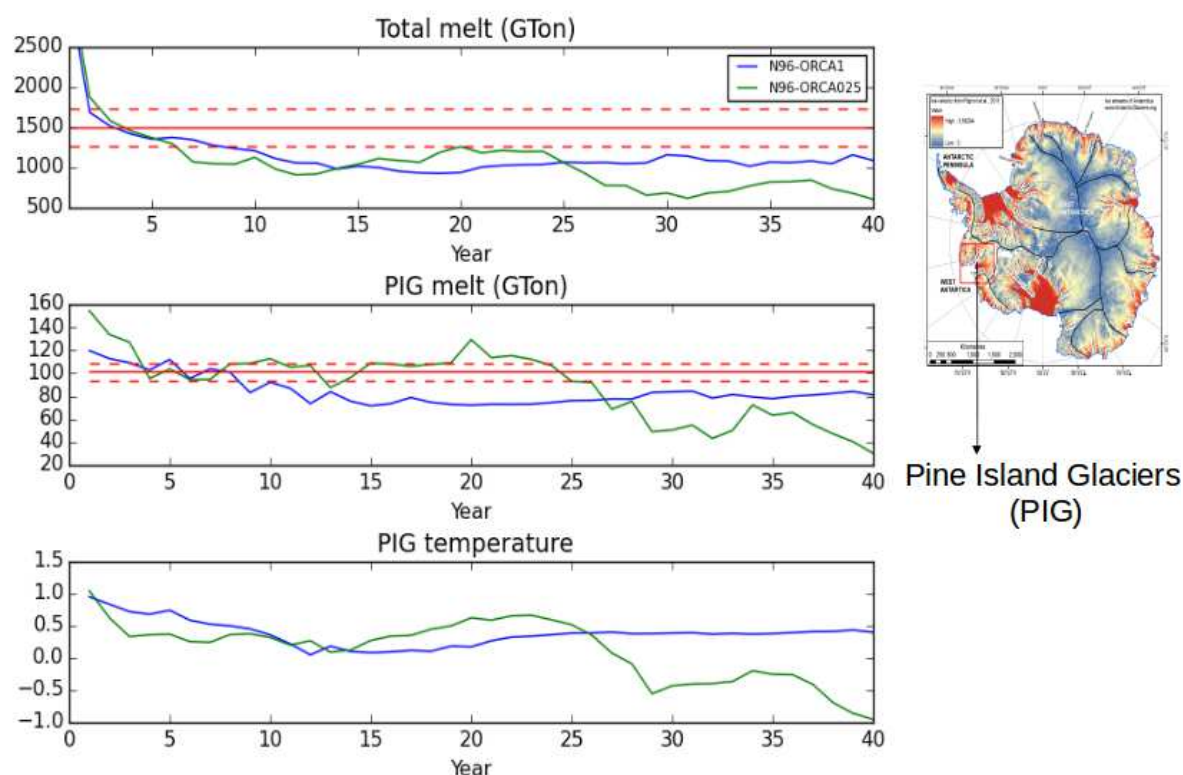 Total melt (GTon)
2500
2000
1500
1000
500
N96-ORCA1
N96-ORCA025
5 10 15 20 25 30 35 40
Year
PIG melt (GTon)
160
140
120
100
80
60
40
20
0 5 10 15 20 25 30 35 40
Year
PIG temperature
1.5
1.0
0.5
0.0
−0.5
−1.0
0 5 10 15 20 25 30 35 40
Year
ANTARCTIC
PENINSULA
WEST
ANTARTICA
Kilometres
Pine Island Glaciers
(PIG)